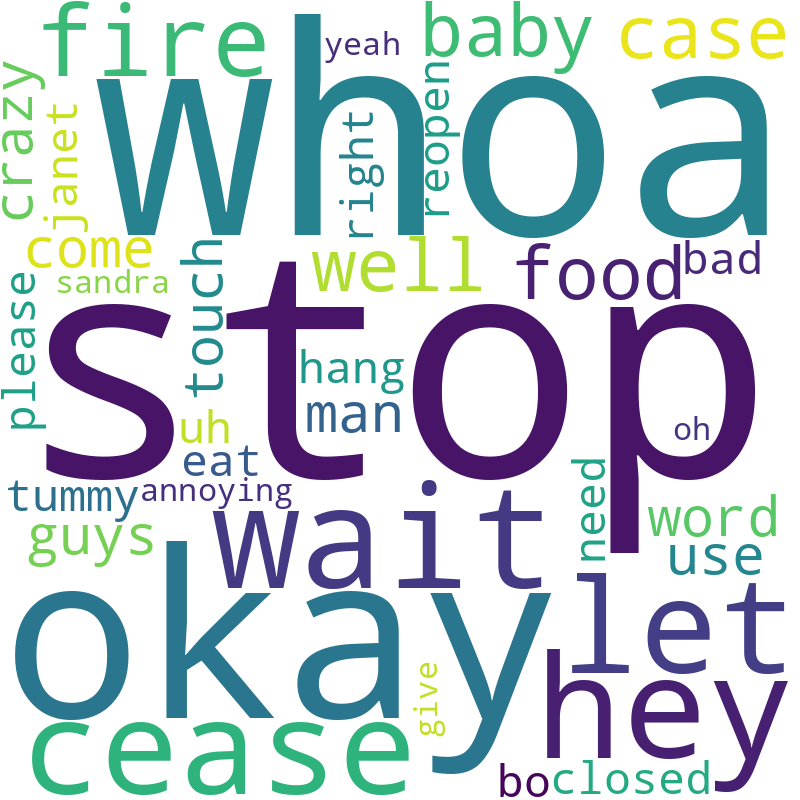 fire
yeah
baby
case
whoa
crazy
janet
right
reopen
come
sandra
please
touch
well
food
bad
stop
hang
man
uh
eat
oh
tummy
annoying
guys
wait
need
word
use
okay
let
hey
cease
give
bo
closed